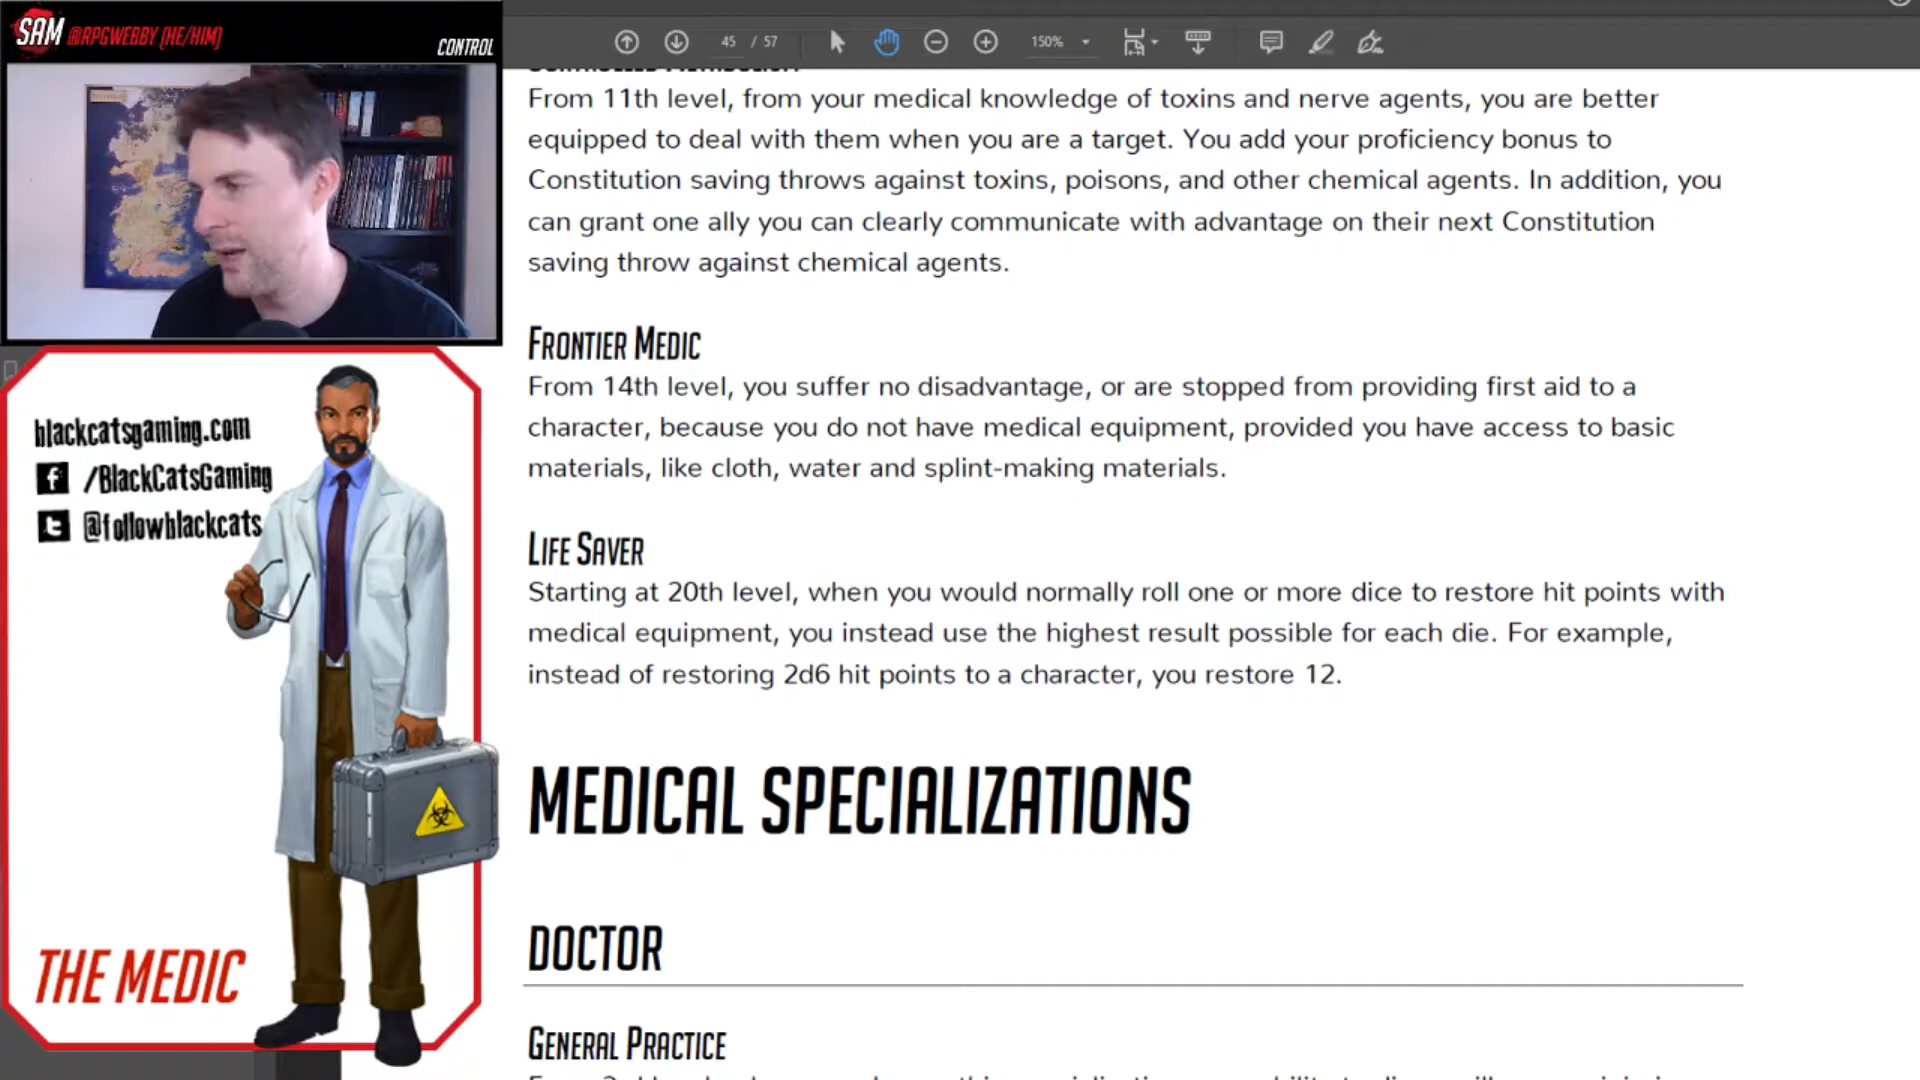 SAM @RPGWEBBY (HE/HIM)
CONTROL
45 / 57
150%
From 11th level, from your medical knowledge of toxins and nerve agents, you are better
equipped to deal with them when you are a target. You add your proficiency bonus to
Constitution saving throws against toxins, poisons, and other chemical agents. In addition, you
can grant one ally you can clearly communicate with advantage on their next Constitution
saving throw against chemical agents.
FRONTIER MEDIC
From 14th level, you suffer no disadvantage, or are stopped from providing first aid to a
character, because you do not have medical equipment, provided you have access to basic
materials, like cloth, water and splint-making materials.
LIFE SAVER
Starting at 20th level, when you would normally roll one or more dice to restore hit points with
medical equipment, you instead use the highest result possible for each die. For example,
instead of restoring 2d6 hit points to a character, you restore 12.
MEDICAL SPECIALIZATIONS
DOCTOR
GENERAL PRACTICE
blackcatsgaming.com
f /BlackCatsGaming
t @followblackcats
THE MEDIC